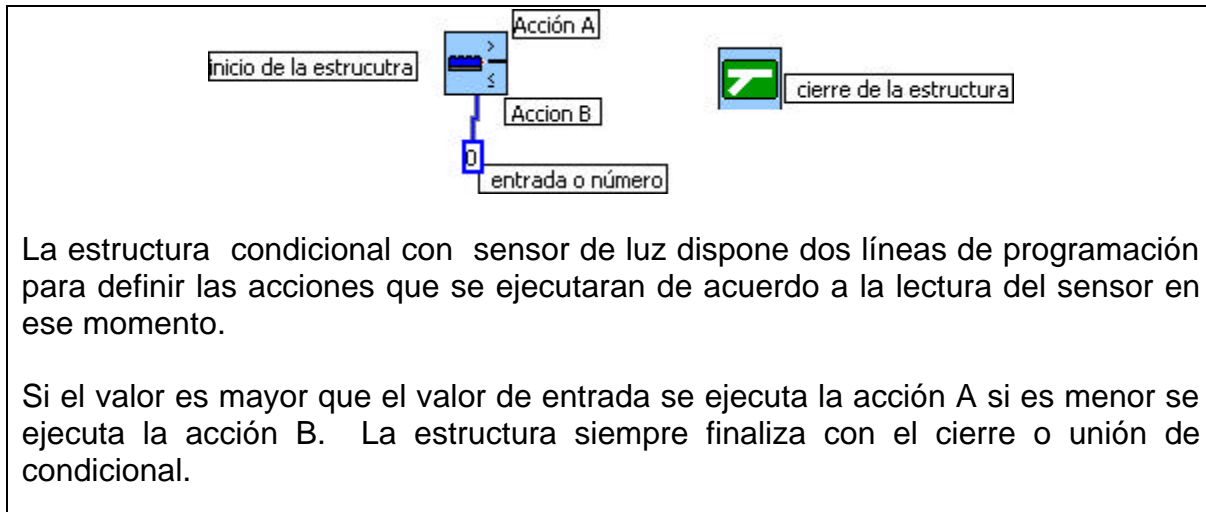 Acción A
>
inicio de la estrucutra
≤
cierre de la estructura
Accion B
0
entrada o número
La estructura condicional con sensor de luz dispone dos líneas de programación
para definir las acciones que se ejecutaran de acuerdo a la lectura del sensor en
ese momento.
Si el valor es mayor que el valor de entrada se ejecuta la acción A si es menor se
ejecuta la acción B. La estructura siempre finaliza con el cierre o unión de
condicional.